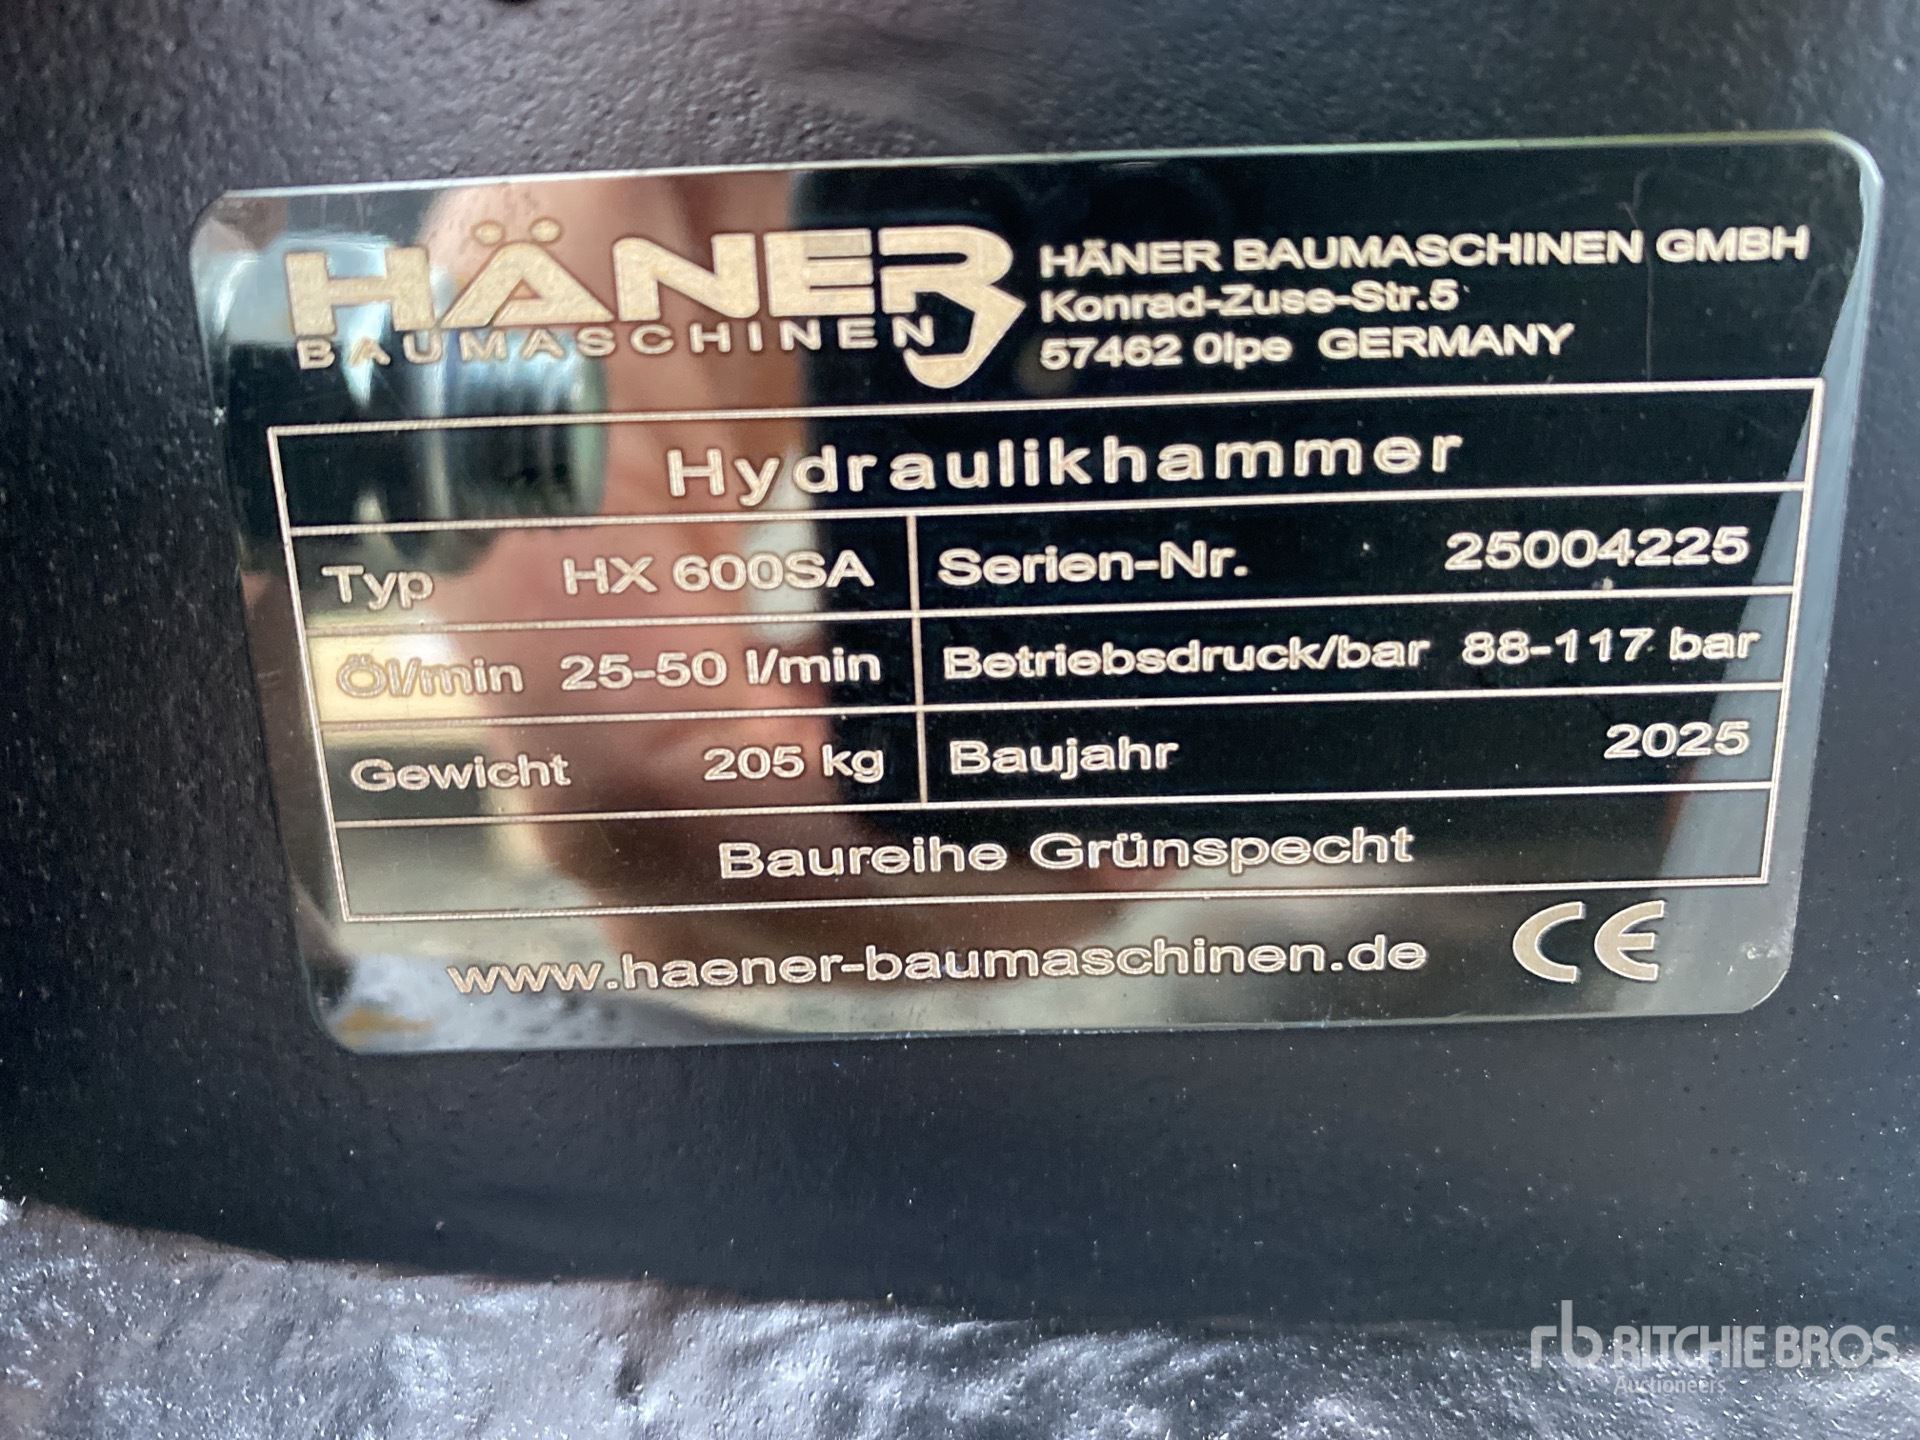 HÄNER
BAUMASCHINEN
HÄNER BAUMASCHINEN GMBH
Konrad-Zuse-Str.5
57462 Olpe GERMANY
Hydraulikhammer
Typ HX 600SA Serien-Nr. 25004225
Öl/min 25-50 l/min Betriebsdruck/bar 88-117 bar
Gewicht 205 kg Baujahr 2025
Baureihe Grünspecht
www.haener-baumaschinen.de CE
rb RITCHIE BROS
Auctioneers